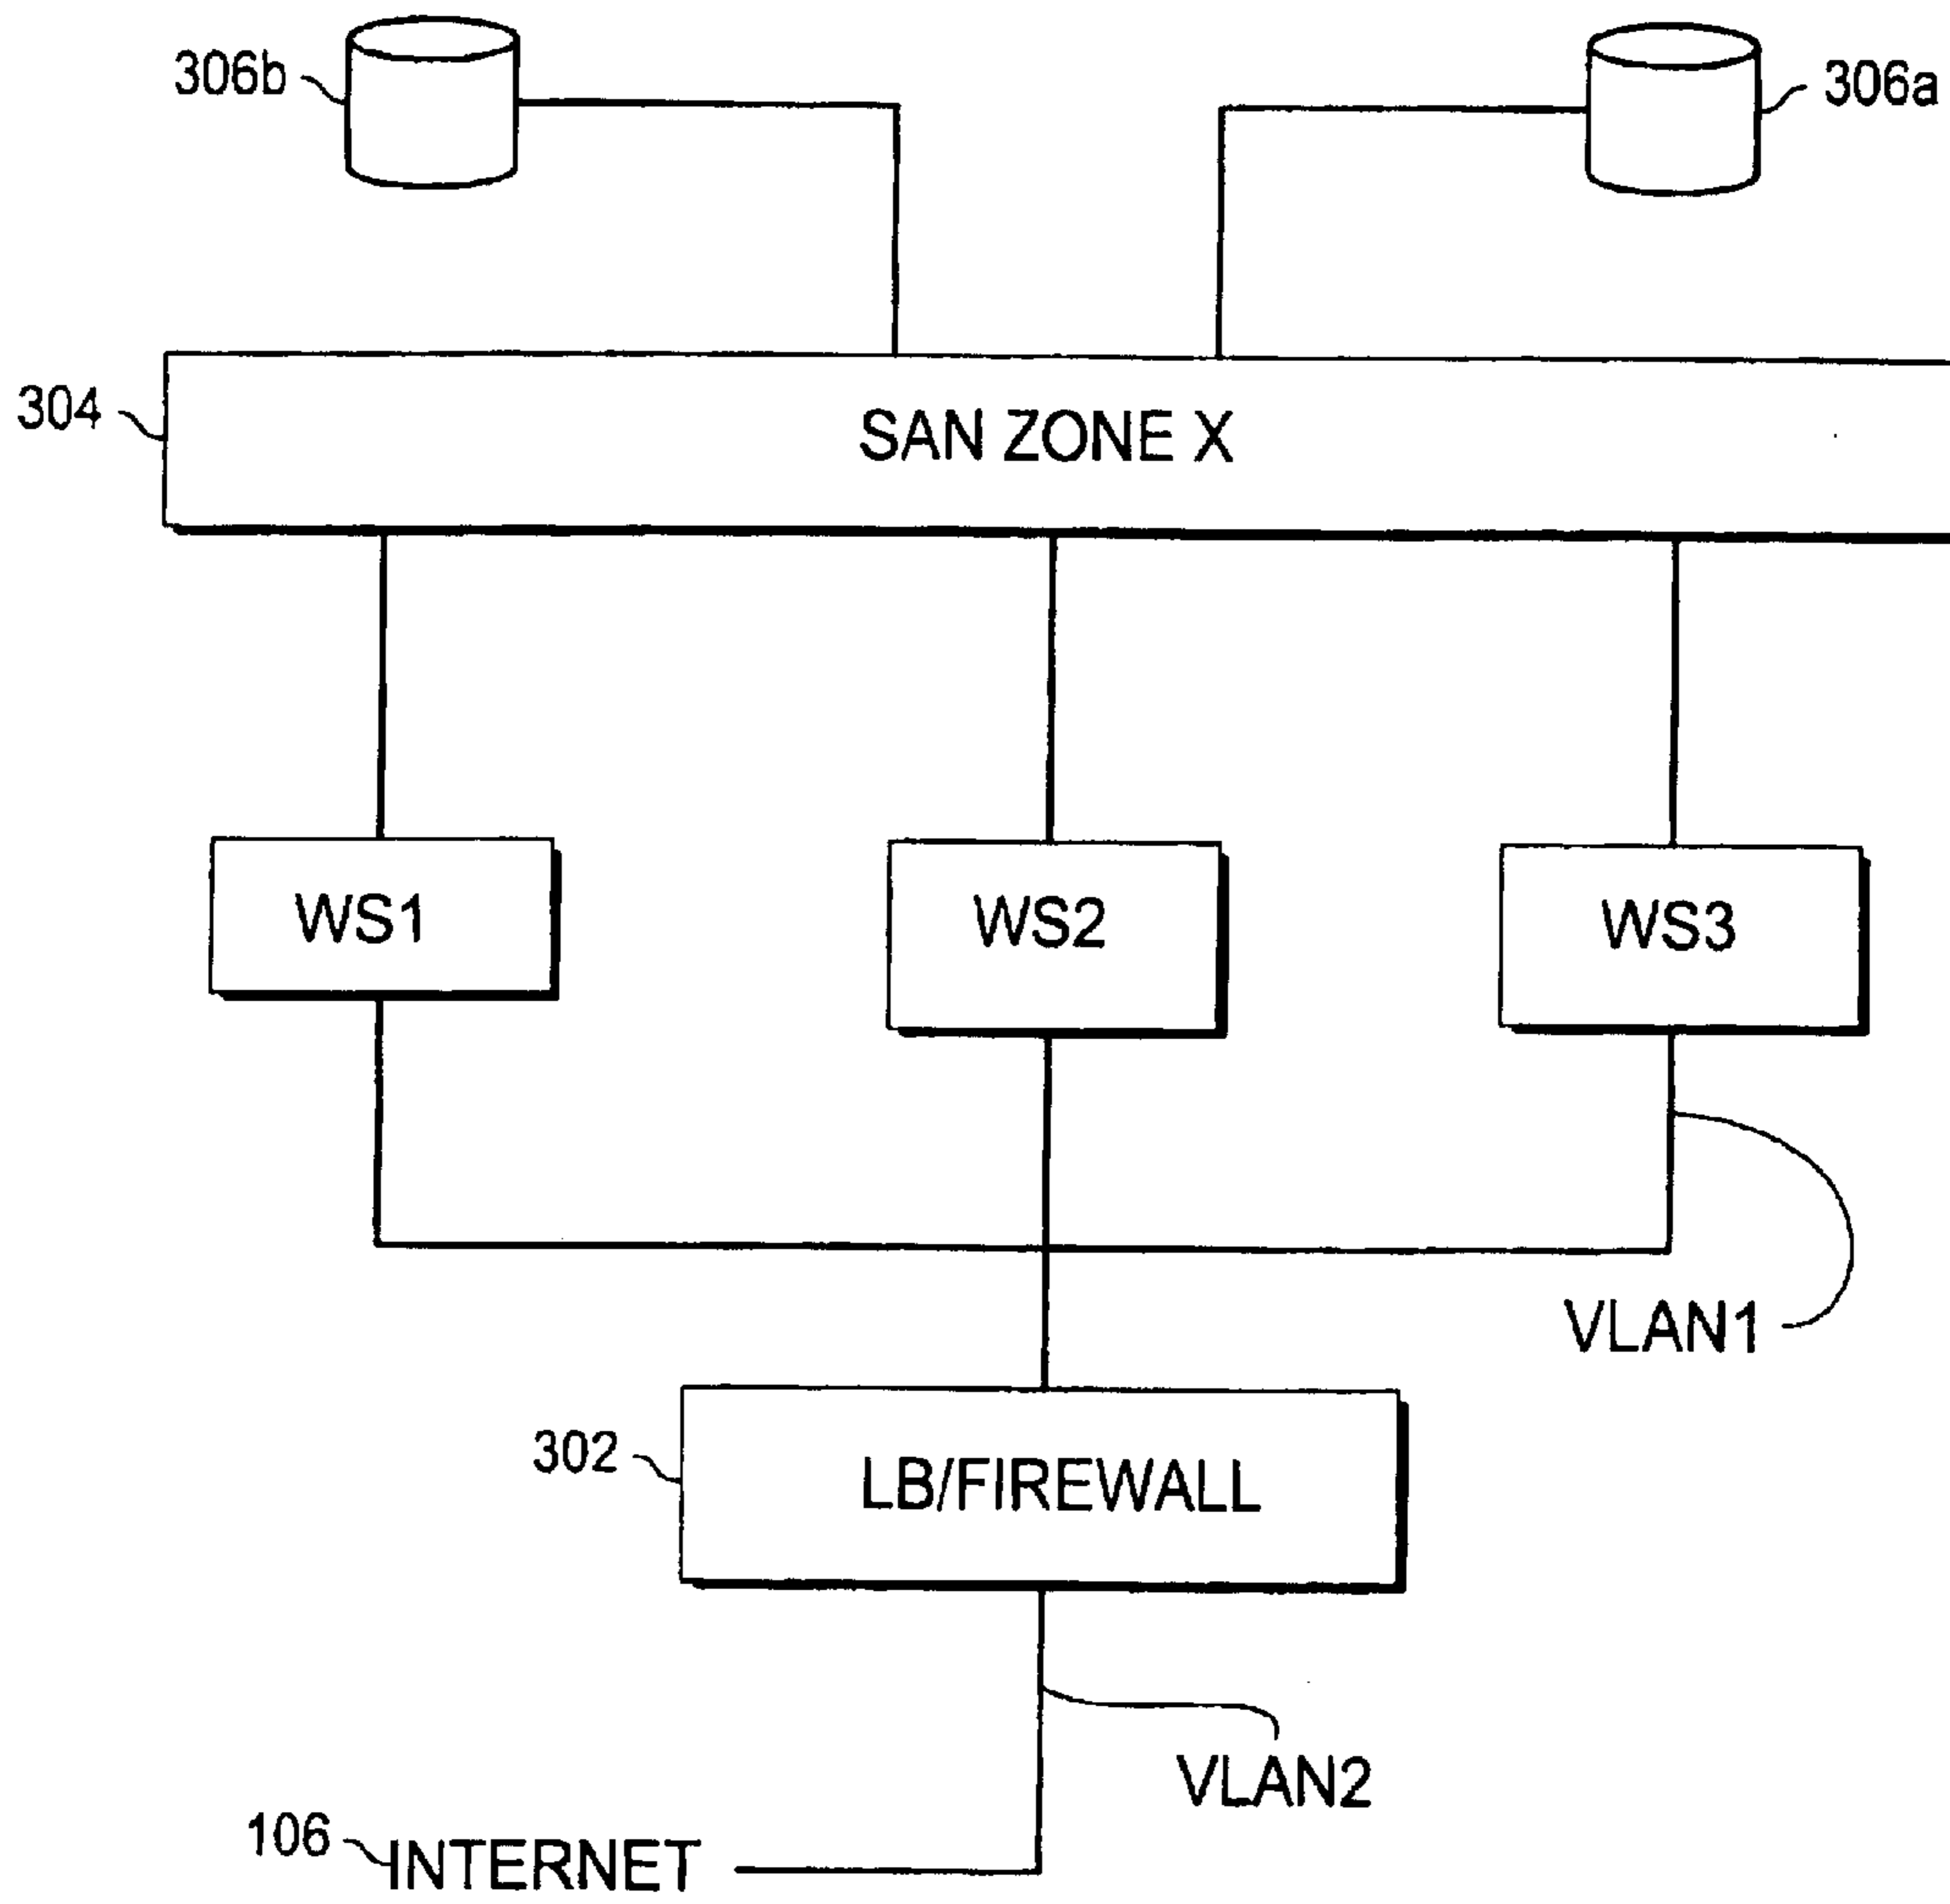 306b
306a
304
SAN ZONE X
WS1
WS2
WS3
VLAN1
302
LB/FIREWALL
VLAN2
106
INTERNET